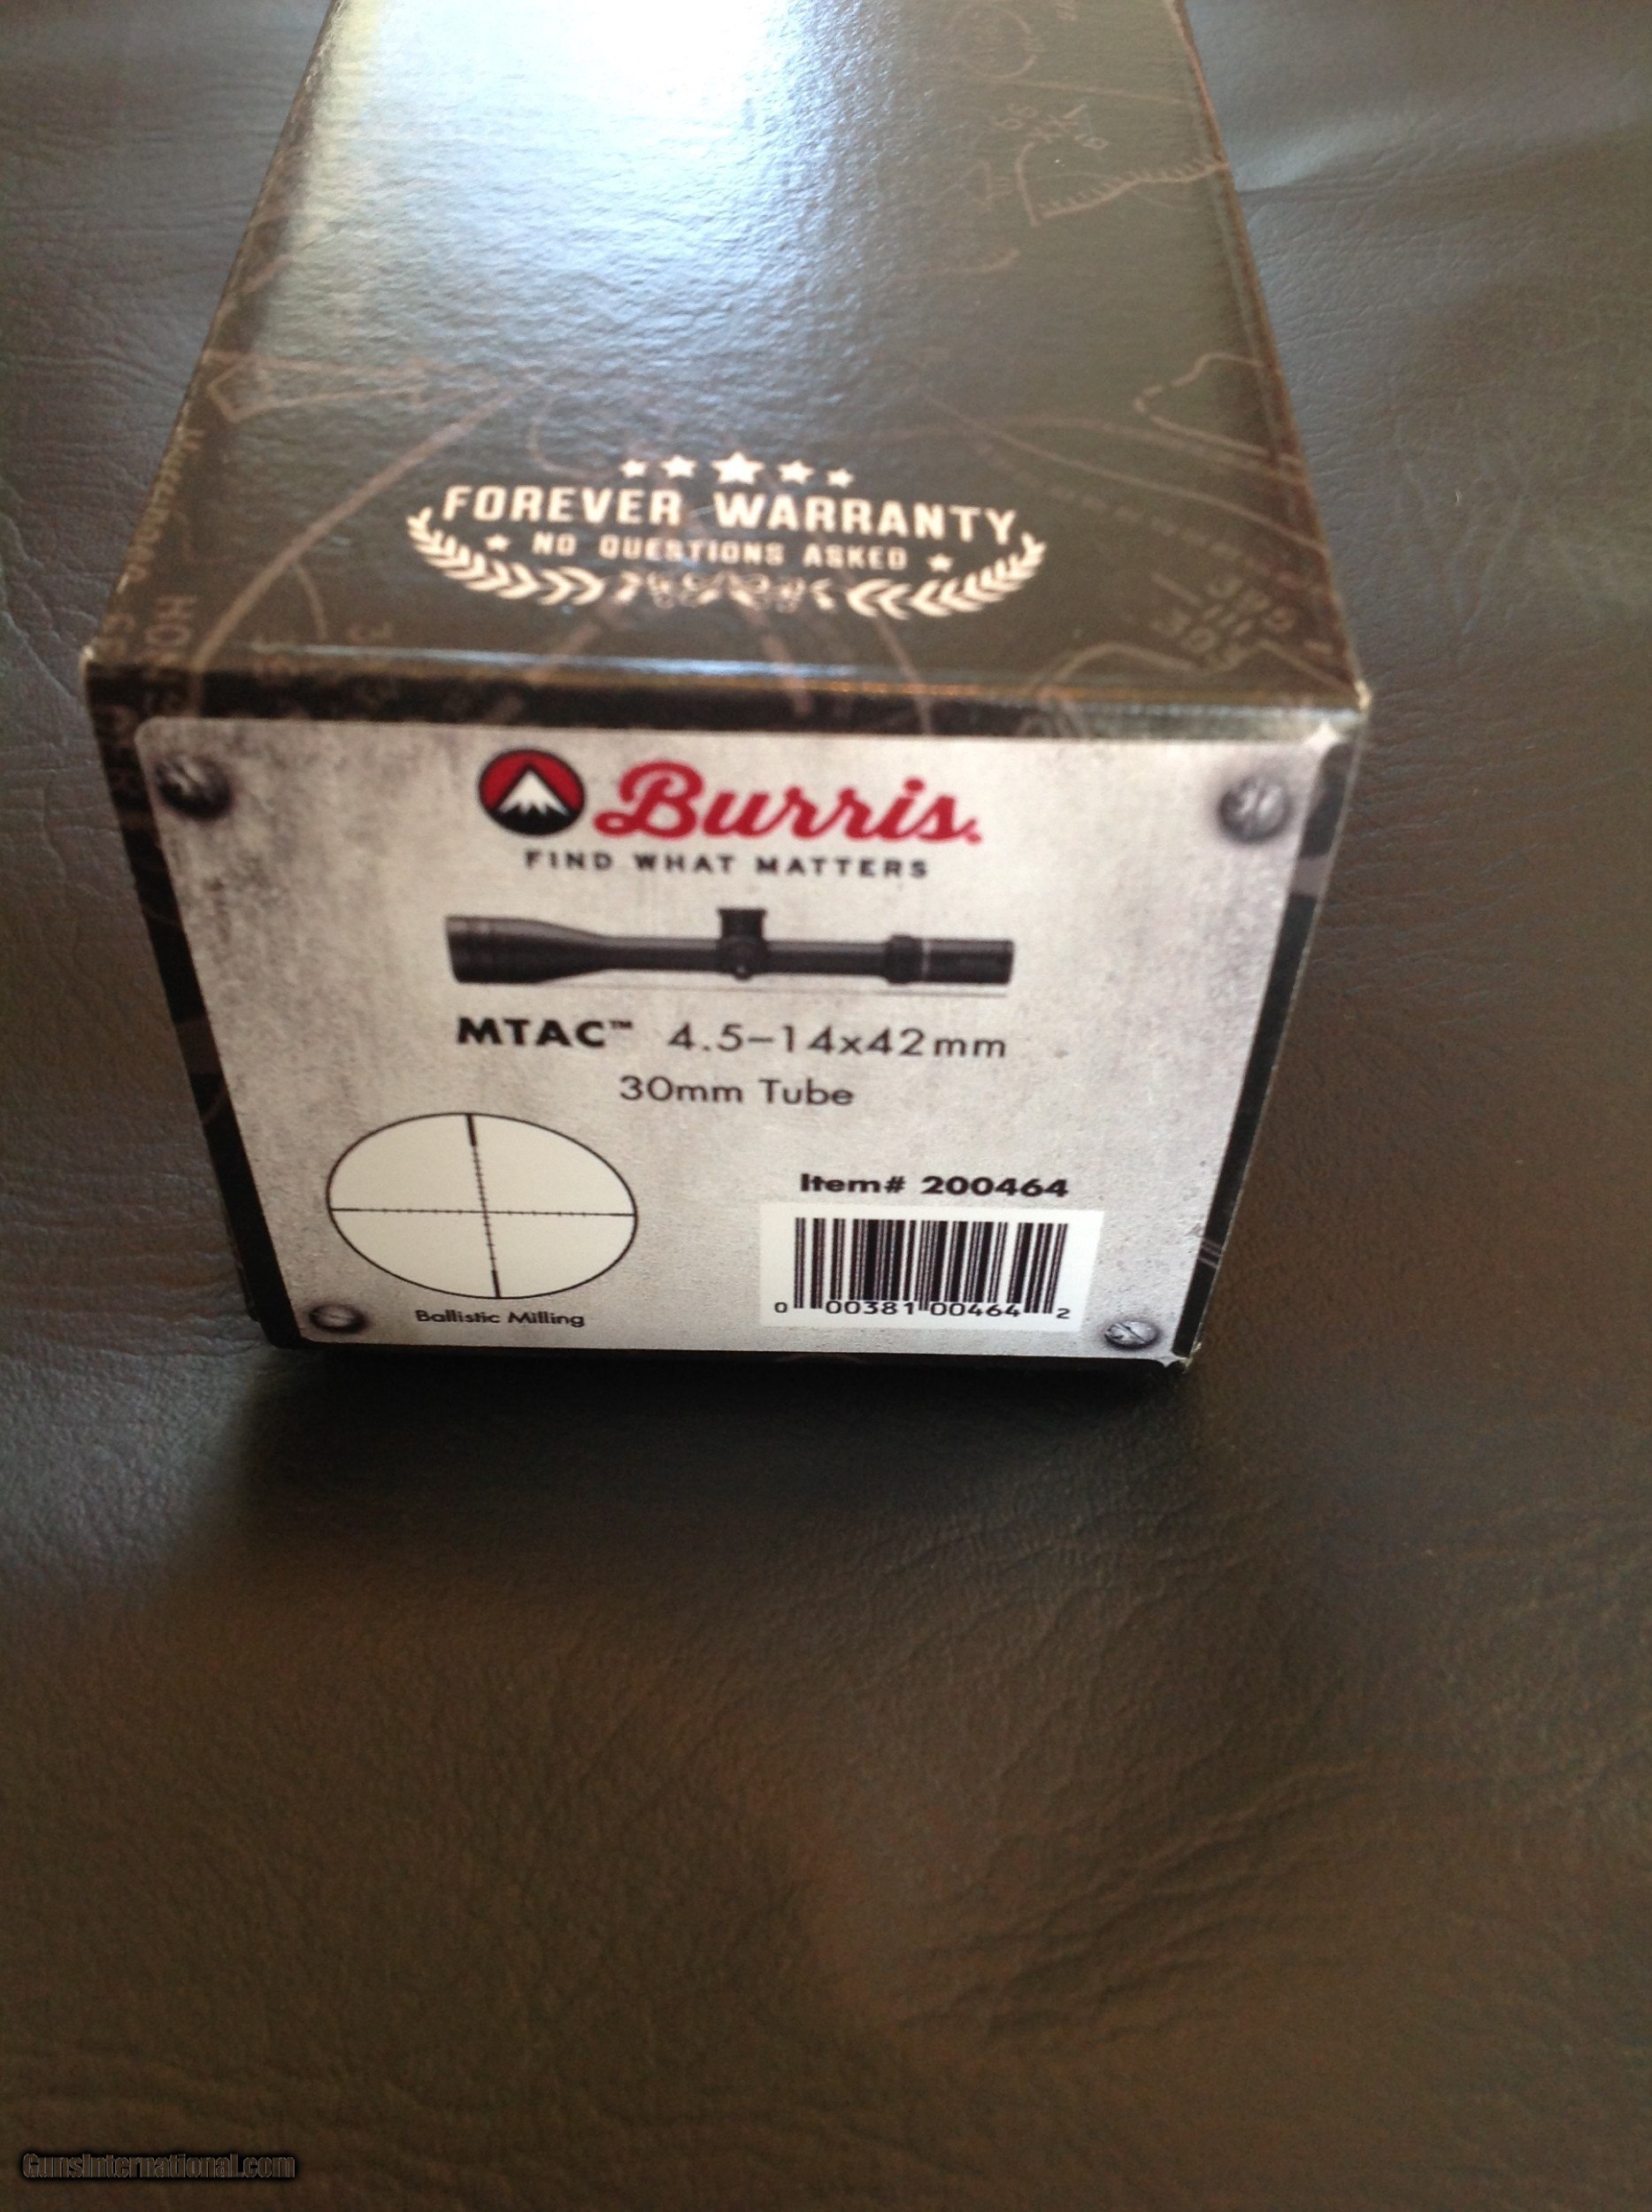 FOREVER WARRANTY
NO QUESTIONS ASKED
Burris
FIND WHAT MATTERS
MTAC™ 4.5-14x42mm
30mm Tube
Item# 200464
0 00381 00464 2
Ballistic Milling
GunsInternational.com